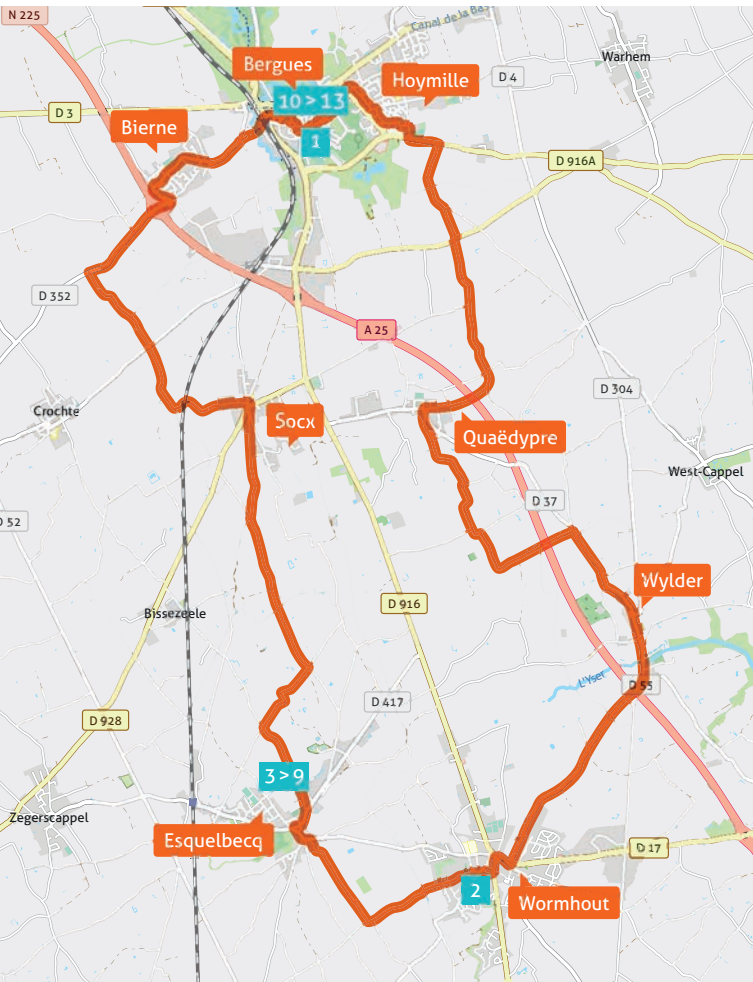 N 225
Canal de la Bas
Bergues
Warhem
Hoymille
D 4
10 > 13
D 3
Bierne
1
D 916A
D 352
A 25
D 304
Crochte
Socx
Quaëdypre
West-Cappel
D 37
D 52
Wylder
D 916
Bissezeele
L'Yser
D 55
D 417
D 928
3 > 9
Zegerscappel
Esquelbecq
D 17
2
Wormhout